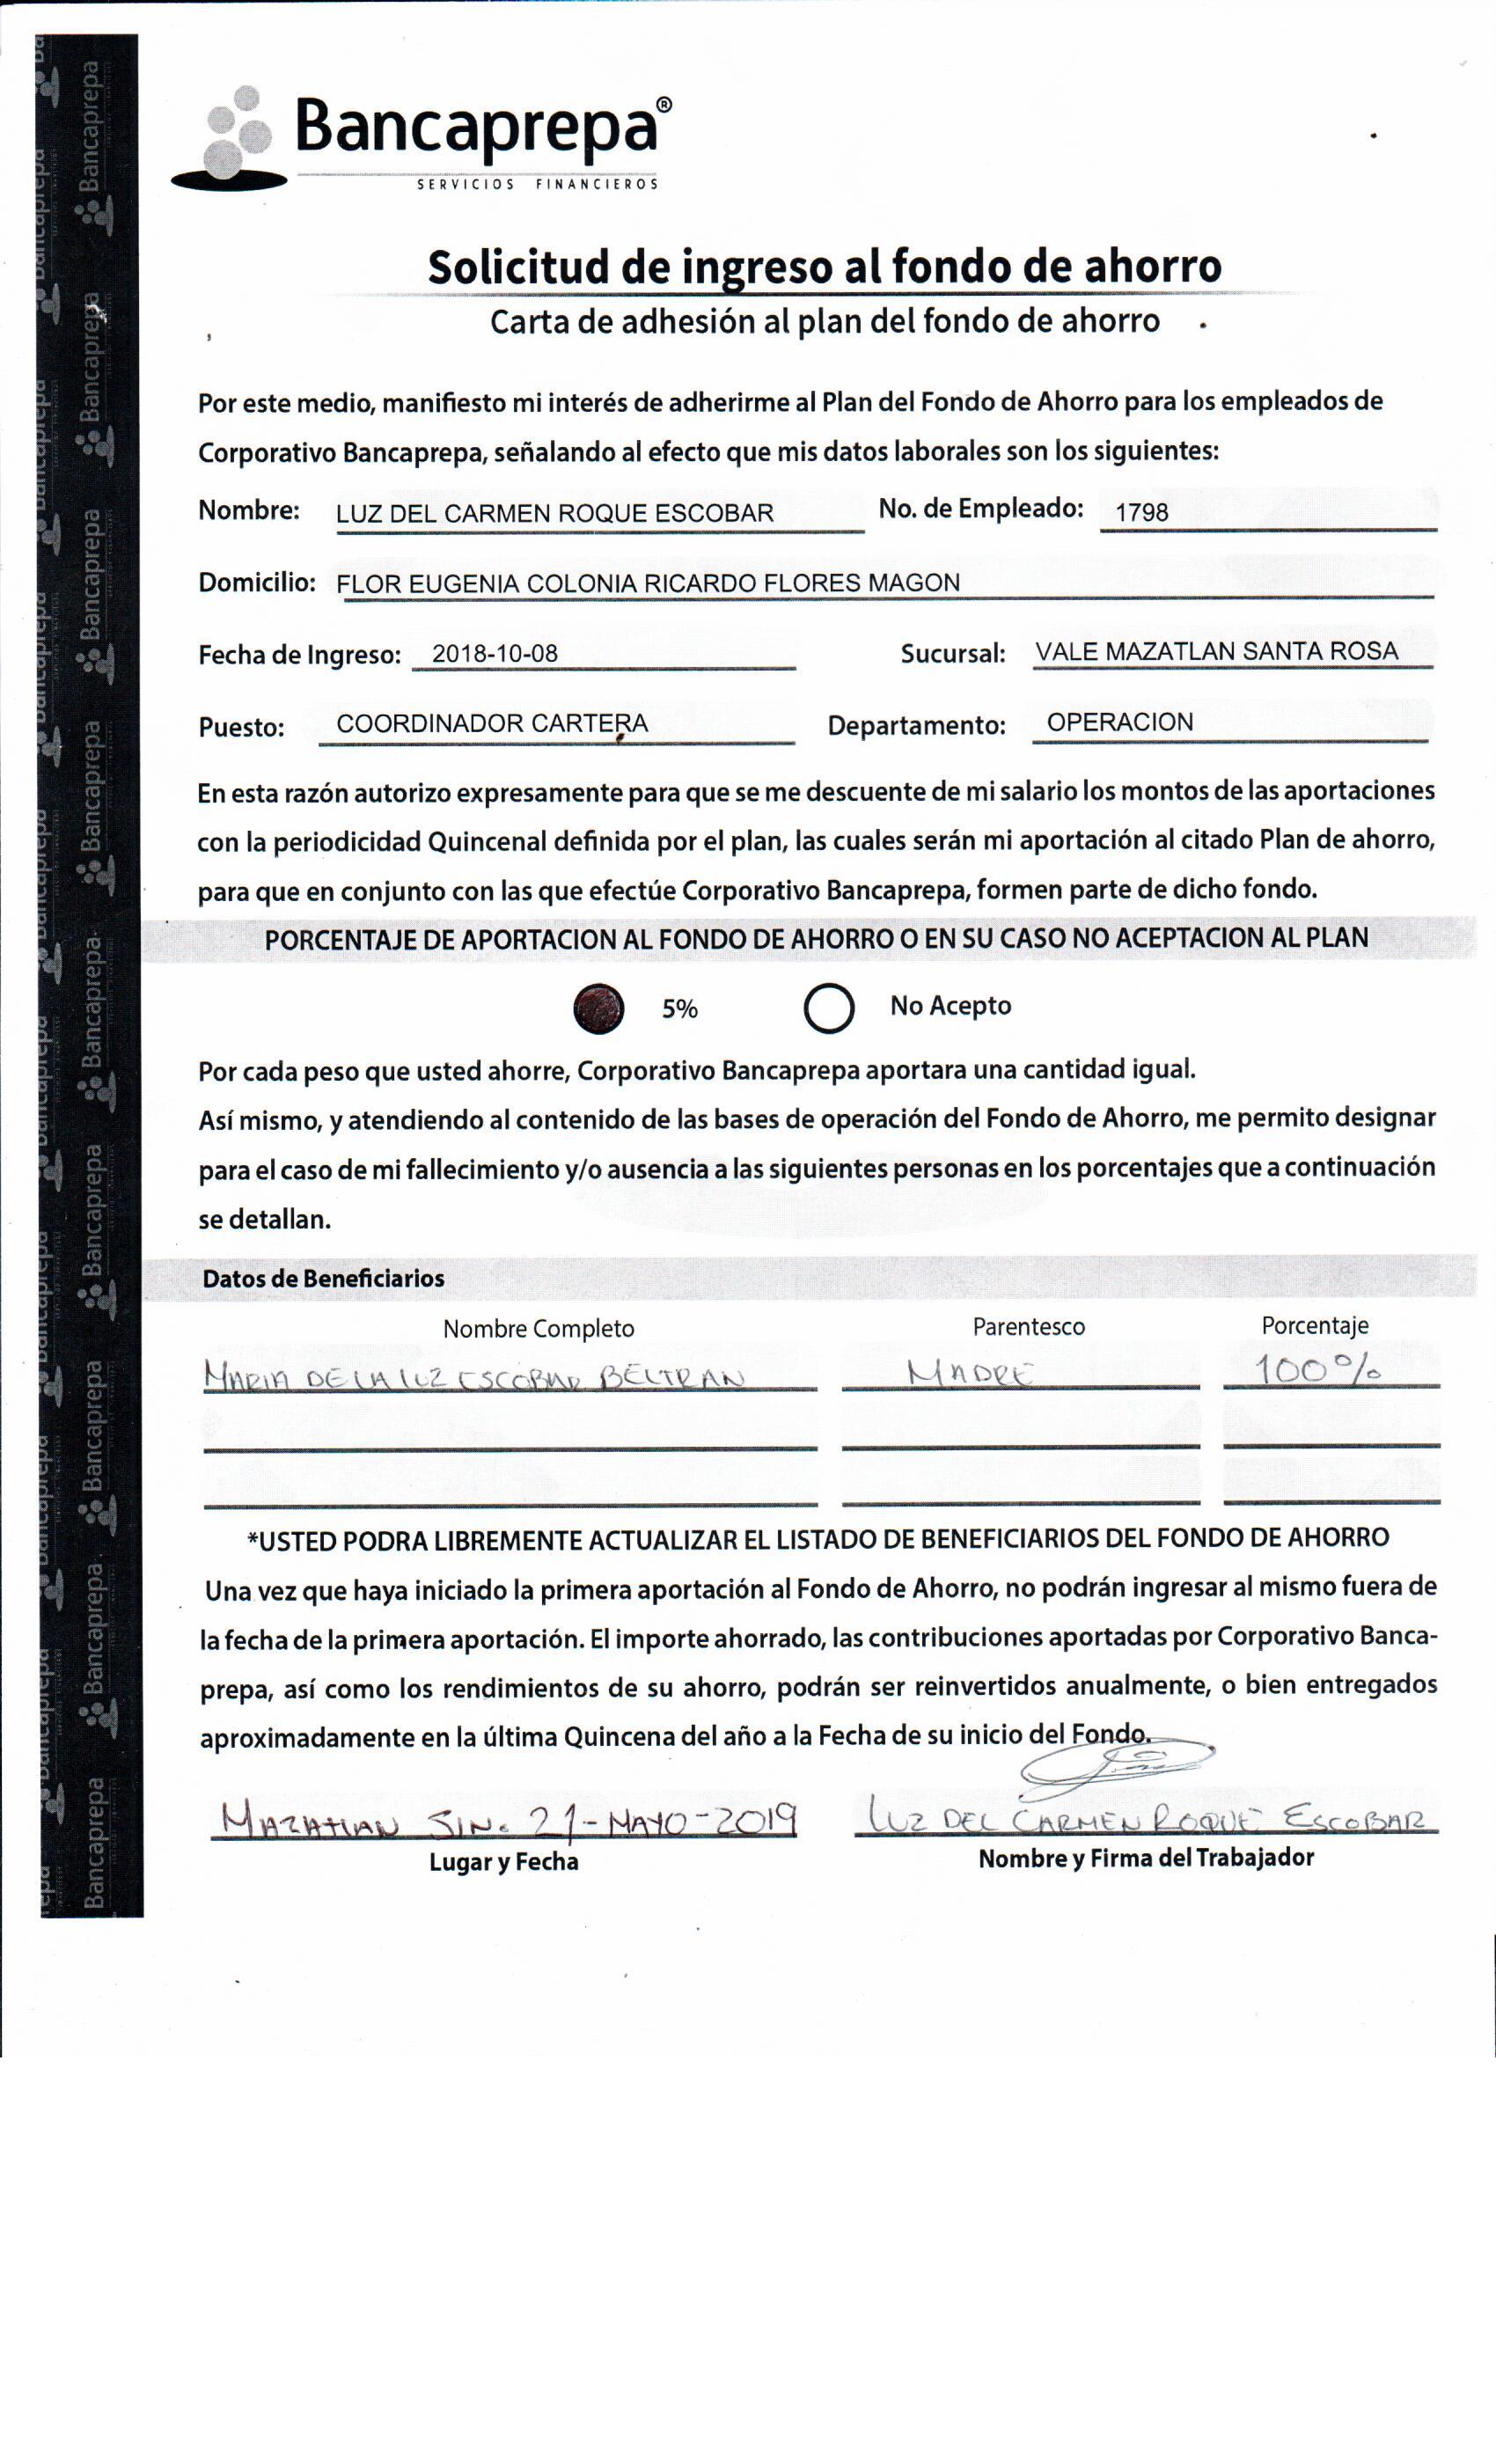 Bancaprepa®
SERVICIOS FINANCIEROS
Solicitud de ingreso al fondo de ahorro
Carta de adhesión al plan del fondo de ahorro
Por este medo, manifiesto mi interés de adherirme al Plan del Fondo de Ahorro para los empleados de
Corporativo Bancaprepa, señalando al efecto que mis datos laborales son los siguientes:
Nombre: LUZ DEL CARMEN ROQUE ESCOBAR No. de Empleado: 1798
Domicilio: FLOR EUGENIA COLONIA RICARDO FLORES MAGON
Fecha de Ingreso: 2018-10-08 Sucursal: VALE MAZATLAN SANTA ROSA
Puesto: COORDINADOR CARTERA Departamento: OPERACION
En esta razón autorizo expresamente para que se me descuente de mi salario los montos de las aportaciones
con la periodicidad Quincenal definida por el plan, las cuales serán mi aportación al citado Plan de ahorro,
para que en conjunto con las que efectúe Corporativo Bancaprepa, formen parte de dicho fondo.
PORCENTAJE DE APORTACION AL FONDO DE AHORRO O EN SU CASO NO ACEPTACION AL PLAN
5% No Acepto
Por cada peso que usted ahorre, Corporativo Bancaprepa aportara una cantidad igual.
Así mismo, y atendiendo al contenido de las bases de operación del Fondo de Ahorro, me permito designar
para el caso de mi fallecimiento y/o ausencia a las siguientes personas en los porcentajes que a continuación
se detallan.
Datos de Beneficiarios
Nombre Completo Parentesco Porcentaje
MARIA DE LA LUZ ESCOBAR BELTRAN MADRE 100%
*USTED PODRA LIBREMENTE ACTUALIZAR EL LISTADO DE BENEFICIARIOS DEL FONDO DE AHORRO
Una vez que haya iniciado la primera aportación al Fondo de Ahorro, no podrán ingresar al mismo fuera de
la fecha de la primera aportación. El importe ahorrado, las contribuciones aportadas por Corporativo Banca-
prepa, así como los rendimientos de su ahorro, podrán ser reinvertidos anualmente, o bien entregados
aproximadamente en la última Quincena del año a la Fecha de su inicio del Fondo.
MAZATLAN SIN. 21-MAYO-2019 LUZ DEL CARMEN ROQUE ESCOBAR
Lugar y Fecha Nombre y Firma del Trabajador